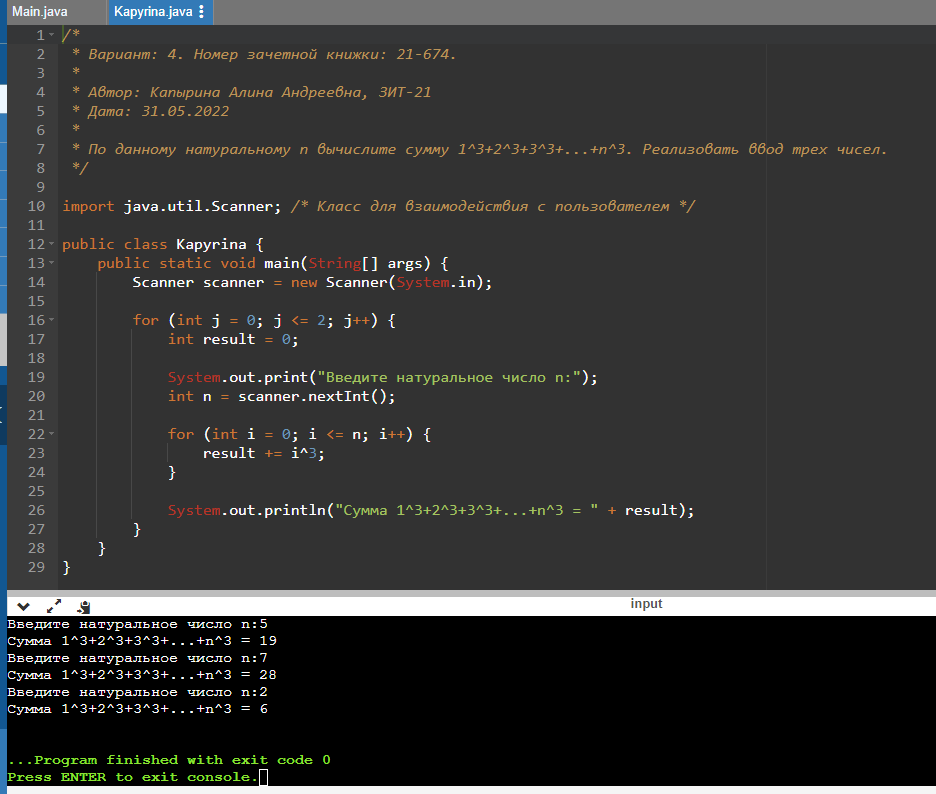 Main.java
Kapyrina.java
1 /*
2 * Вариант: 4. Номер зачетной книжки: 21-674.
3 *
4 * Автор: Капырина Алина Андреевна, ЗИТ-21
5 * Дата: 31.05.2022
6 *
7 * По данному натуральному n вычислите сумму 1^3+2^3+3^3+...+n^3. Реализовать ввод трех чисел.
8 */
9
10 import java.util.Scanner; /* Класс для взаимодействия с пользователем */
11
12 public class Kapyrina {
13 public static void main(String[] args) {
14 Scanner scanner = new Scanner(System.in);
15
16 for (int j = 0; j <= 2; j++) {
17 int result = 0;
18
19 System.out.print("Введите натуральное число n:");
20 int n = scanner.nextInt();
21
22 for (int i = 0; i <= n; i++) {
23 result += i^3;
24 }
25
26 System.out.println("Сумма 1^3+2^3+3^3+...+n^3 = " + result);
27 }
28 }
29 }
input
Введите натуральное число n:5
Сумма 1^3+2^3+3^3+...+n^3 = 19
Введите натуральное число n:7
Сумма 1^3+2^3+3^3+...+n^3 = 28
Введите натуральное число n:2
Сумма 1^3+2^3+3^3+...+n^3 = 6
...Program finished with exit code 0
Press ENTER to exit console.